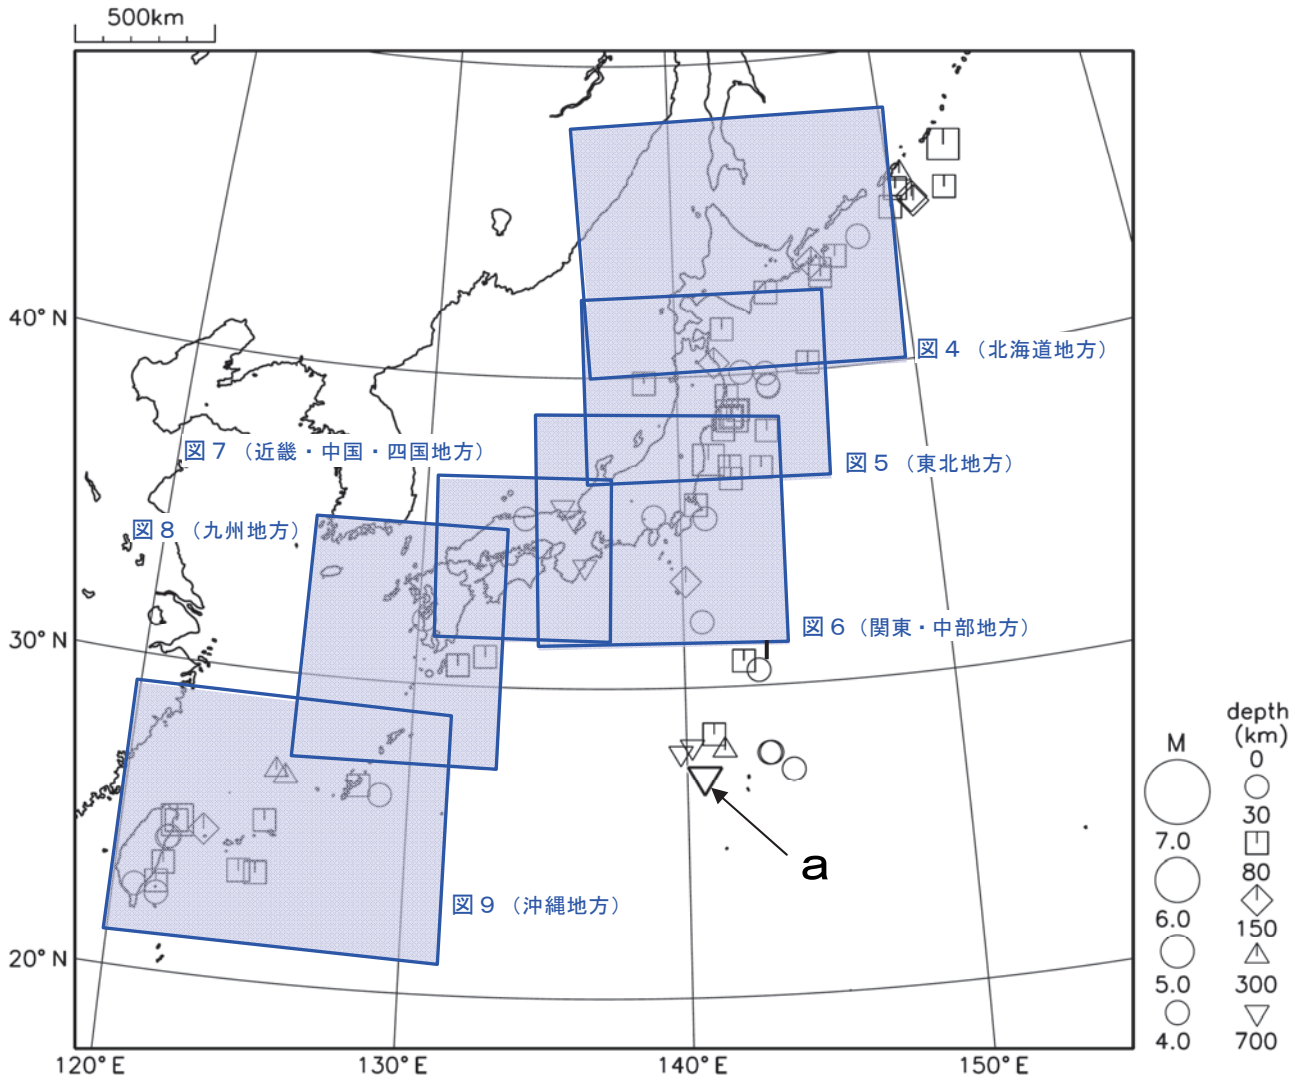 500km
40°N
図4（北海道地方）
図7（近畿・中国・四国地方）
図5（東北地方）
図8（九州地方）
30°N
図6（関東・中部地方）
depth
(km)
M
0
30
7.0
80
a
図9（沖縄地方）
6.0
150
20°N
5.0
300
4.0
700
120°E
130°E
140°E
150°E